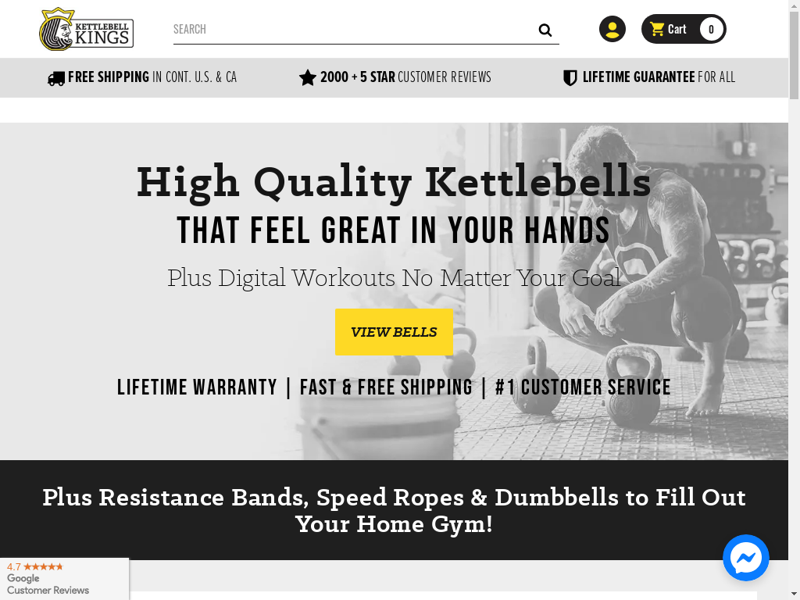 KETTLEBELL
KINGS
SEARCH
Cart
0
FREE SHIPPING IN CONT. U.S. & CA
2000 + 5 STAR CUSTOMER REVIEWS
LIFETIME GUARANTEE FOR ALL
High Quality Kettlebells
THAT FEEL GREAT IN YOUR HANDS
Plus Digital Workouts No Matter Your Goal
VIEW BELLS
LIFETIME WARRANTY | FAST & FREE SHIPPING | #1 CUSTOMER SERVICE
Plus Resistance Bands, Speed Ropes & Dumbbells to Fill Out
Your Home Gym!
4.7
Google
Customer Reviews